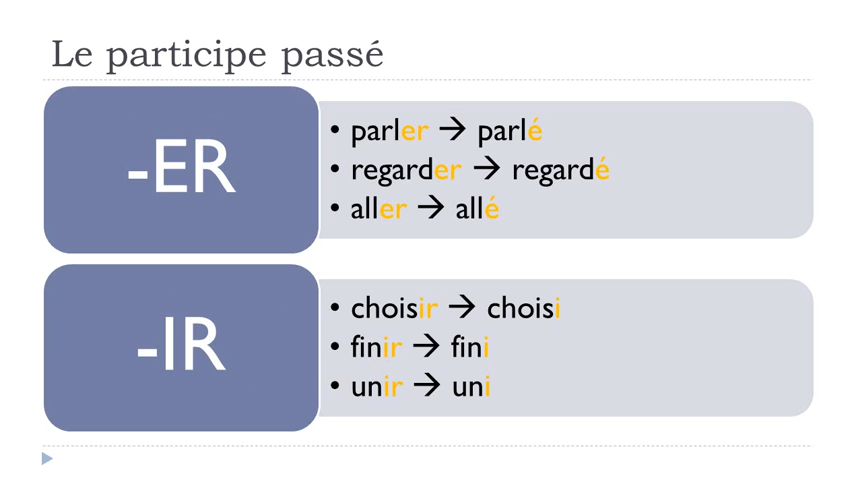 Le participe passé
-ER
• parler → parlé
• regarder → regardé
• aller → allé
-IR
• choisir → choisi
• finir → fini
• unir → uni